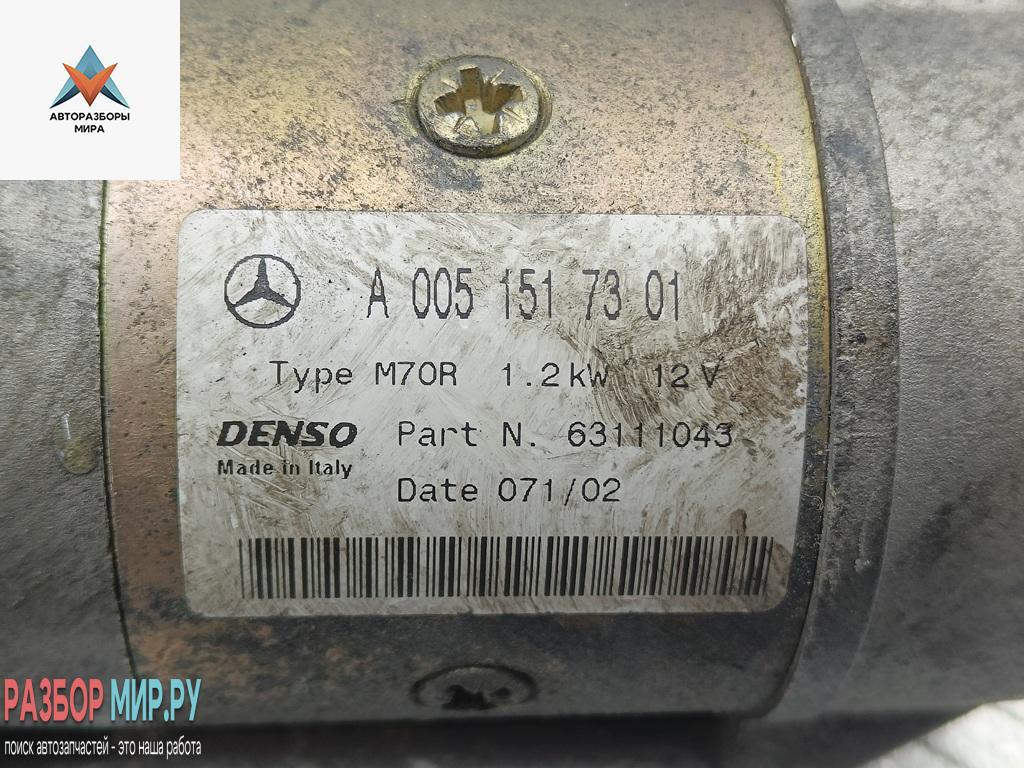 АВТОРАЗБОРЫ
МИРА
A 005 151 73 01
Type M70R 1.2kW 12V
DENSO Part N. 63111043
Made in Italy
Date 071/02
РАЗБОР МИР.РУ
поиск автозапчастей - это наша работа